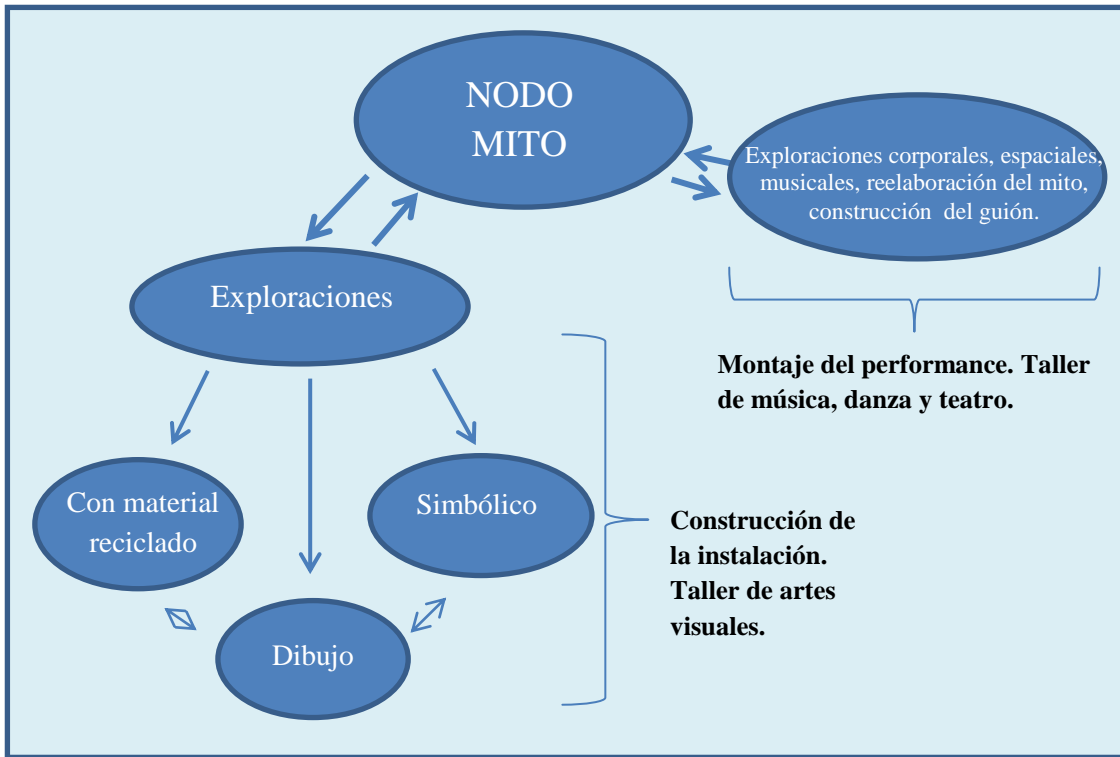 NODO
MITO
Exploraciones corporales, espaciales,
musicales, reelaboración del mito,
construcción del guión.
Exploraciones
Montaje del performance. Taller
de música, danza y teatro.
Con material
reciclado
Simbólico
Construcción de
la instalación.
Taller de artes
visuales.
Dibujo